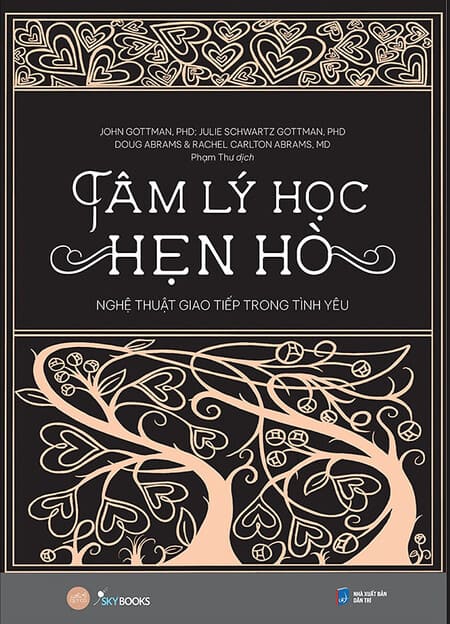 JOHN GOTTMAN, PHD; JULIE SCHWARTZ GOTTMAN, PHD
DOUG ABRAMS & RACHEL CARLTON ABRAMS, MD
Phạm Thư dịch
TÂM LÝ HỌC
HẸN HÒ
NGHỆ THUẬT GIAO TIẾP TRONG TÌNH YÊU
SKYBOOKS
NHÀ XUẤT BẢN
DÂN TRÍ